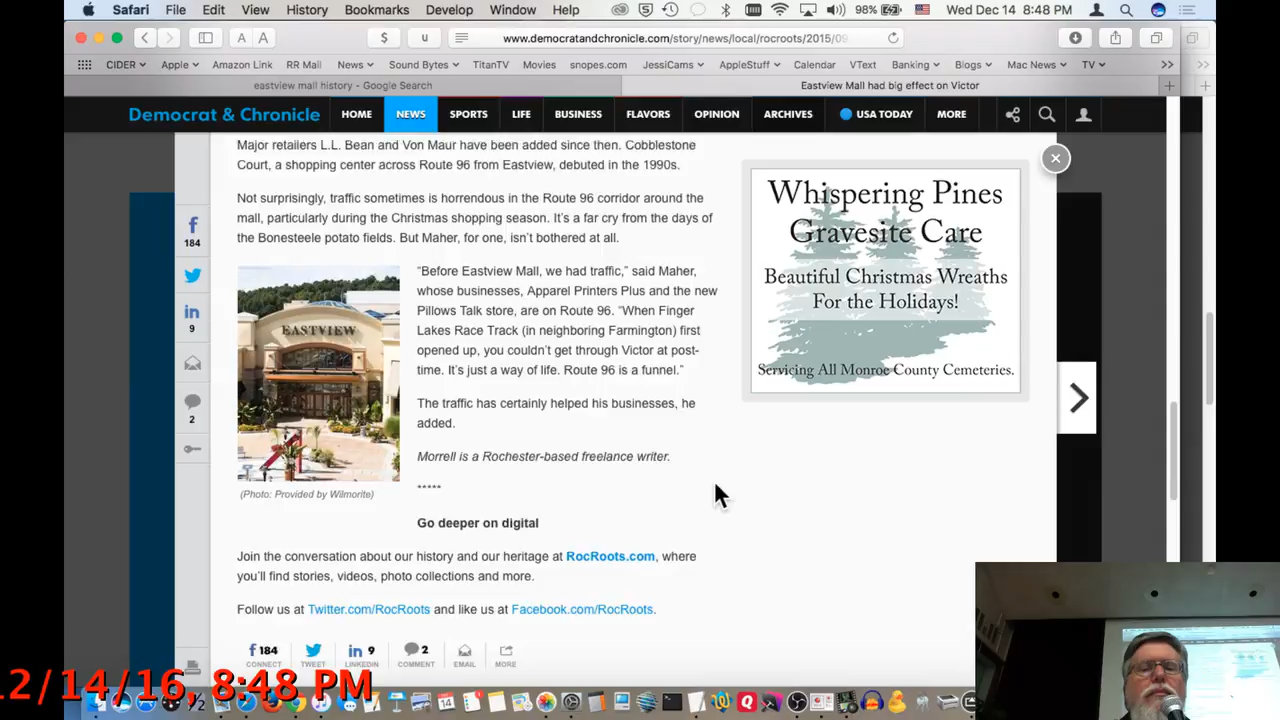 Safari File Edit View History Bookmarks Develop Window Help 98% Wed Dec 14 8:48 PM
A A $ u www.democratandchronicle.com/story/news/local/rocroots/2015/09
CIDER Apple Amazon Link RR Mail News Sound Bytes TitanTV Movies snopes.com JessiCams AppleStuff Calendar VText Banking Blogs Mac News TV
eastview mall history - Google Search Eastview Mall had big effect on Victor
Democrat & Chronicle HOME NEWS SPORTS LIFE BUSINESS FLAVORS OPINION ARCHIVES USA TODAY MORE
Major retailers L.L. Bean and Von Maur have been added since then. Cobblestone
Court, a shopping center across Route 96 from Eastview, debuted in the 1990s.
Not surprisingly, traffic sometimes is horrendous in the Route 96 corridor around the
mall, particularly during the Christmas shopping season. It's a far cry from the days of
the Bonesteele potato fields. But Maher, for one, isn't bothered at all.
184
9
2
EASTVIEW
(Photo: Provided by Wilmorite)
“Before Eastview Mall, we had traffic,” said Maher,
whose businesses, Apparel Printers Plus and the new
Pillows Talk store, are on Route 96. “When Finger
Lakes Race Track (in neighboring Farmington) first
opened up, you couldn't get through Victor at post-
time. It's just a way of life. Route 96 is a funnel.”
The traffic has certainly helped his businesses, he
added.
Morrell is a Rochester-based freelance writer.
*****
Go deeper on digital
Join the conversation about our history and our heritage at RocRoots.com, where
you'll find stories, videos, photo collections and more.
Follow us at Twitter.com/RocRoots and like us at Facebook.com/RocRoots.
184 9 2
CONNECT TWEET LINKEDIN COMMENT EMAIL MORE
Whispering Pines
Gravesite Care
Beautiful Christmas Wreaths
For the Holidays!
Servicing All Monroe County Cemeteries.
12/14/16, 8:48 PM